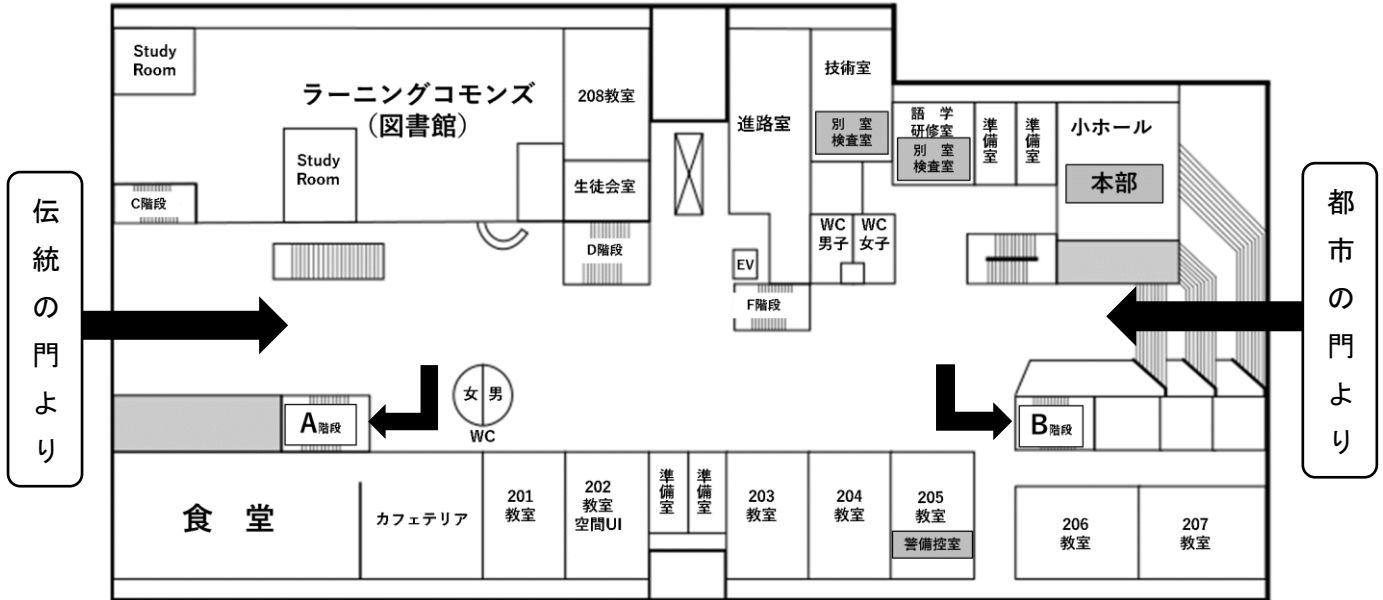 伝統の門より
都市の門より
Study
Room
ラーニングコモンズ
（図書館）
Study
Room
C階段
208教室
生徒会室
D階段
進路室
EV
F階段
技術室
別　室
検査室
WC
男子
WC
女子
語　学
研修室
別　室
検査室
準備室
準備室
小ホール
本部
A階段
女
男
WC
B階段
食　堂
カフェテリア
201
教室
202
教室
空間UI
準備室
準備室
203
教室
204
教室
205
教室
警備控室
206
教室
207
教室